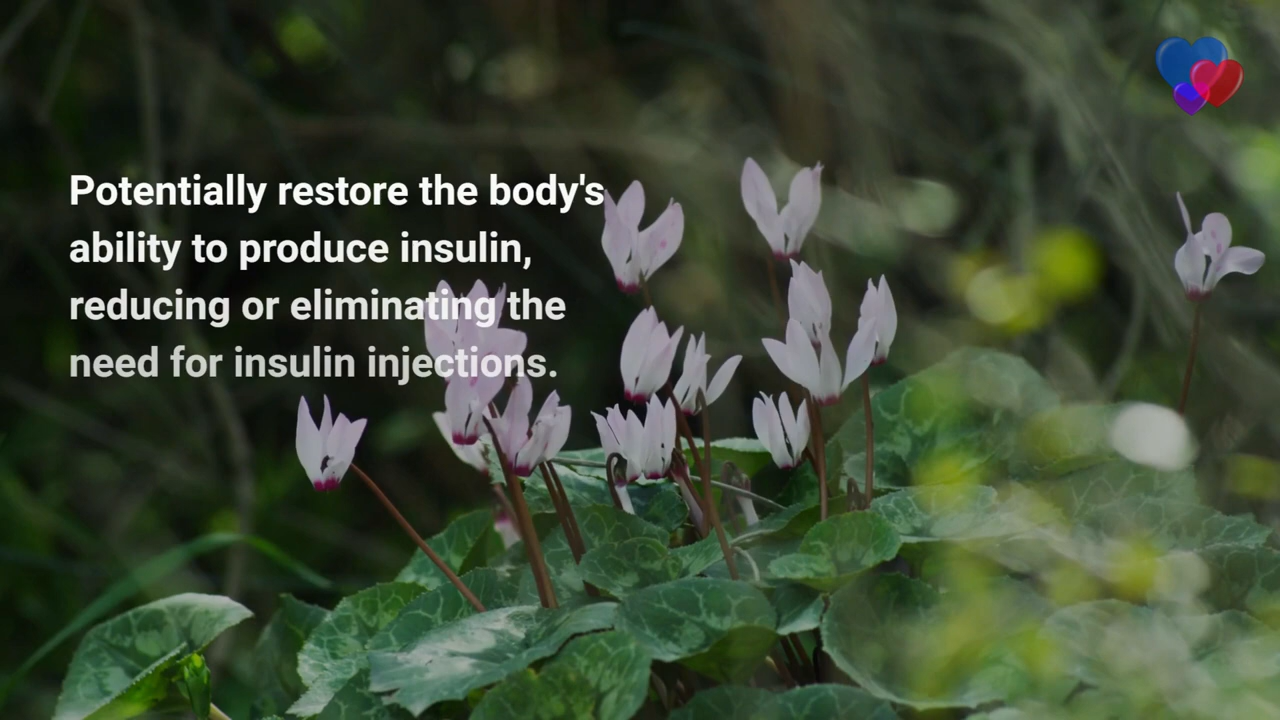 Potentially restore the body's
ability to produce insulin,
reducing or eliminating the
need for insulin injections.